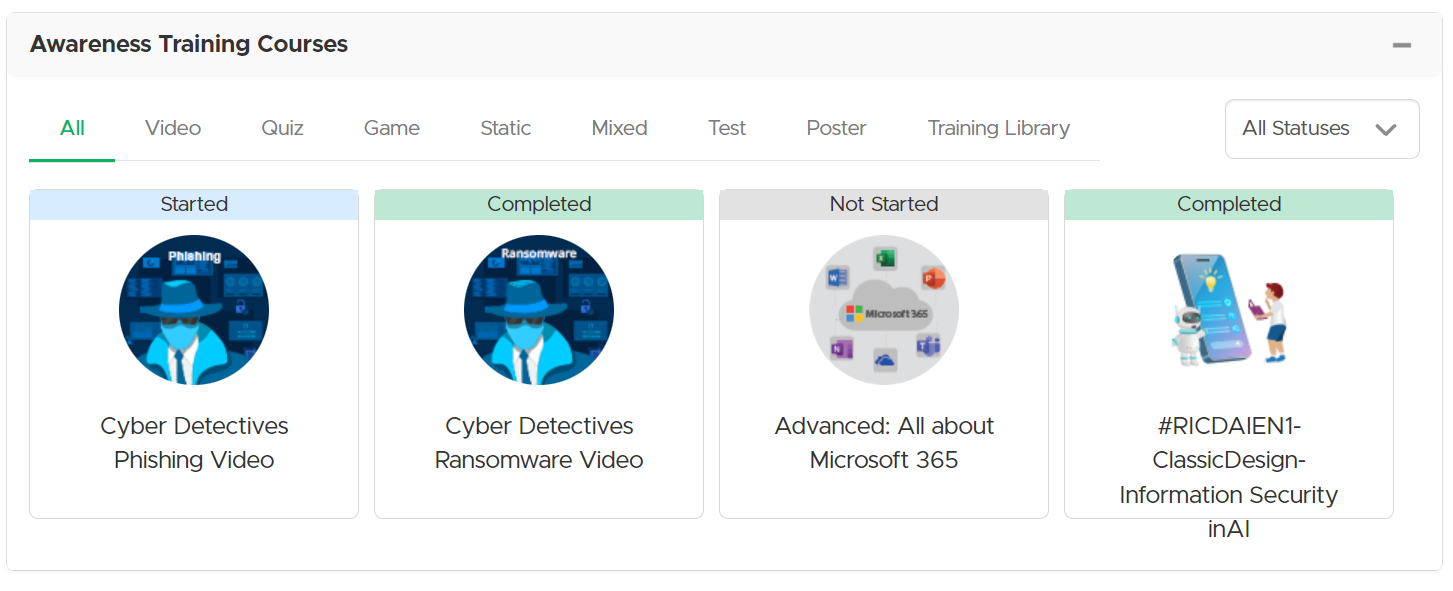 Awareness Training Courses
All Video Quiz Game Static Mixed Test Poster Training Library All Statuses
Started Completed Not Started Completed
Phishing Ransomware
Microsoft 365
Cyber Detectives
Phishing Video
Cyber Detectives
Ransomware Video
Advanced: All about
Microsoft 365
#RICDAIEN1-
ClassicDesign-
Information Security
inAI